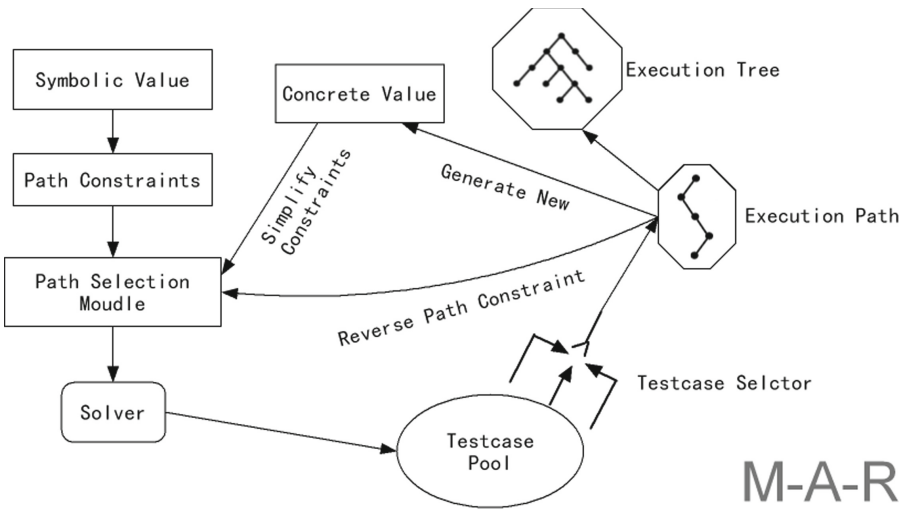 Symbolic Value
Concrete Value
Execution Tree
Path Constraints
Simplify
Constraints
Generate New
Execution Path
Path Selection
Moudle
Reverse Path Constraint
Testcase Selctor
Solver
Testcase
Pool
M-A-R